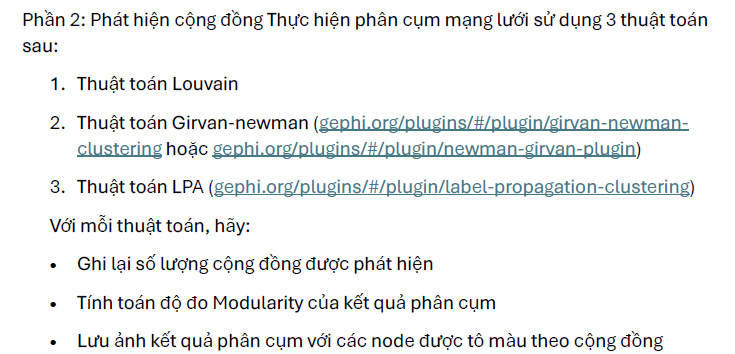 Phần 2: Phát hiện cộng đồng Thực hiện phân cụm mạng lưới sử dụng 3 thuật toán
sau:
1. Thuật toán Louvain
2. Thuật toán Girvan-newman (gephi.org/plugins/#/plugin/girvan-newman-
clustering hoặc gephi.org/plugins/#/plugin/newman-girvan-plugin)
3. Thuật toán LPA (gephi.org/plugins/#/plugin/label-propagation-clustering)
Với mỗi thuật toán, hãy:
• Ghi lại số lượng cộng đồng được phát hiện
• Tính toán độ đo Modularity của kết quả phân cụm
• Lưu ảnh kết quả phân cụm với các node được tô màu theo cộng đồng